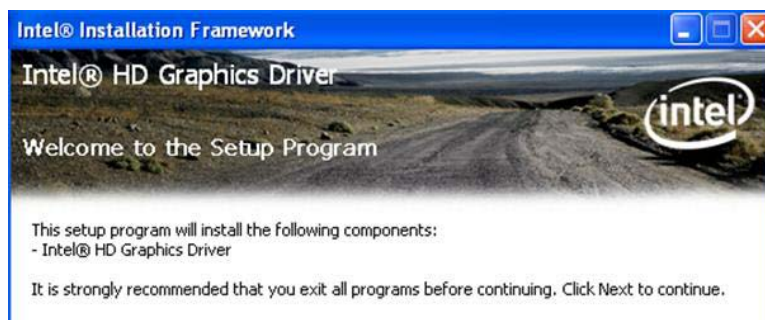 Intel® Installation Framework
Intel® HD Graphics Driver
intel
Welcome to the Setup Program
This setup program will install the following components:
- Intel® HD Graphics Driver
It is strongly recommended that you exit all programs before continuing. Click Next to continue.